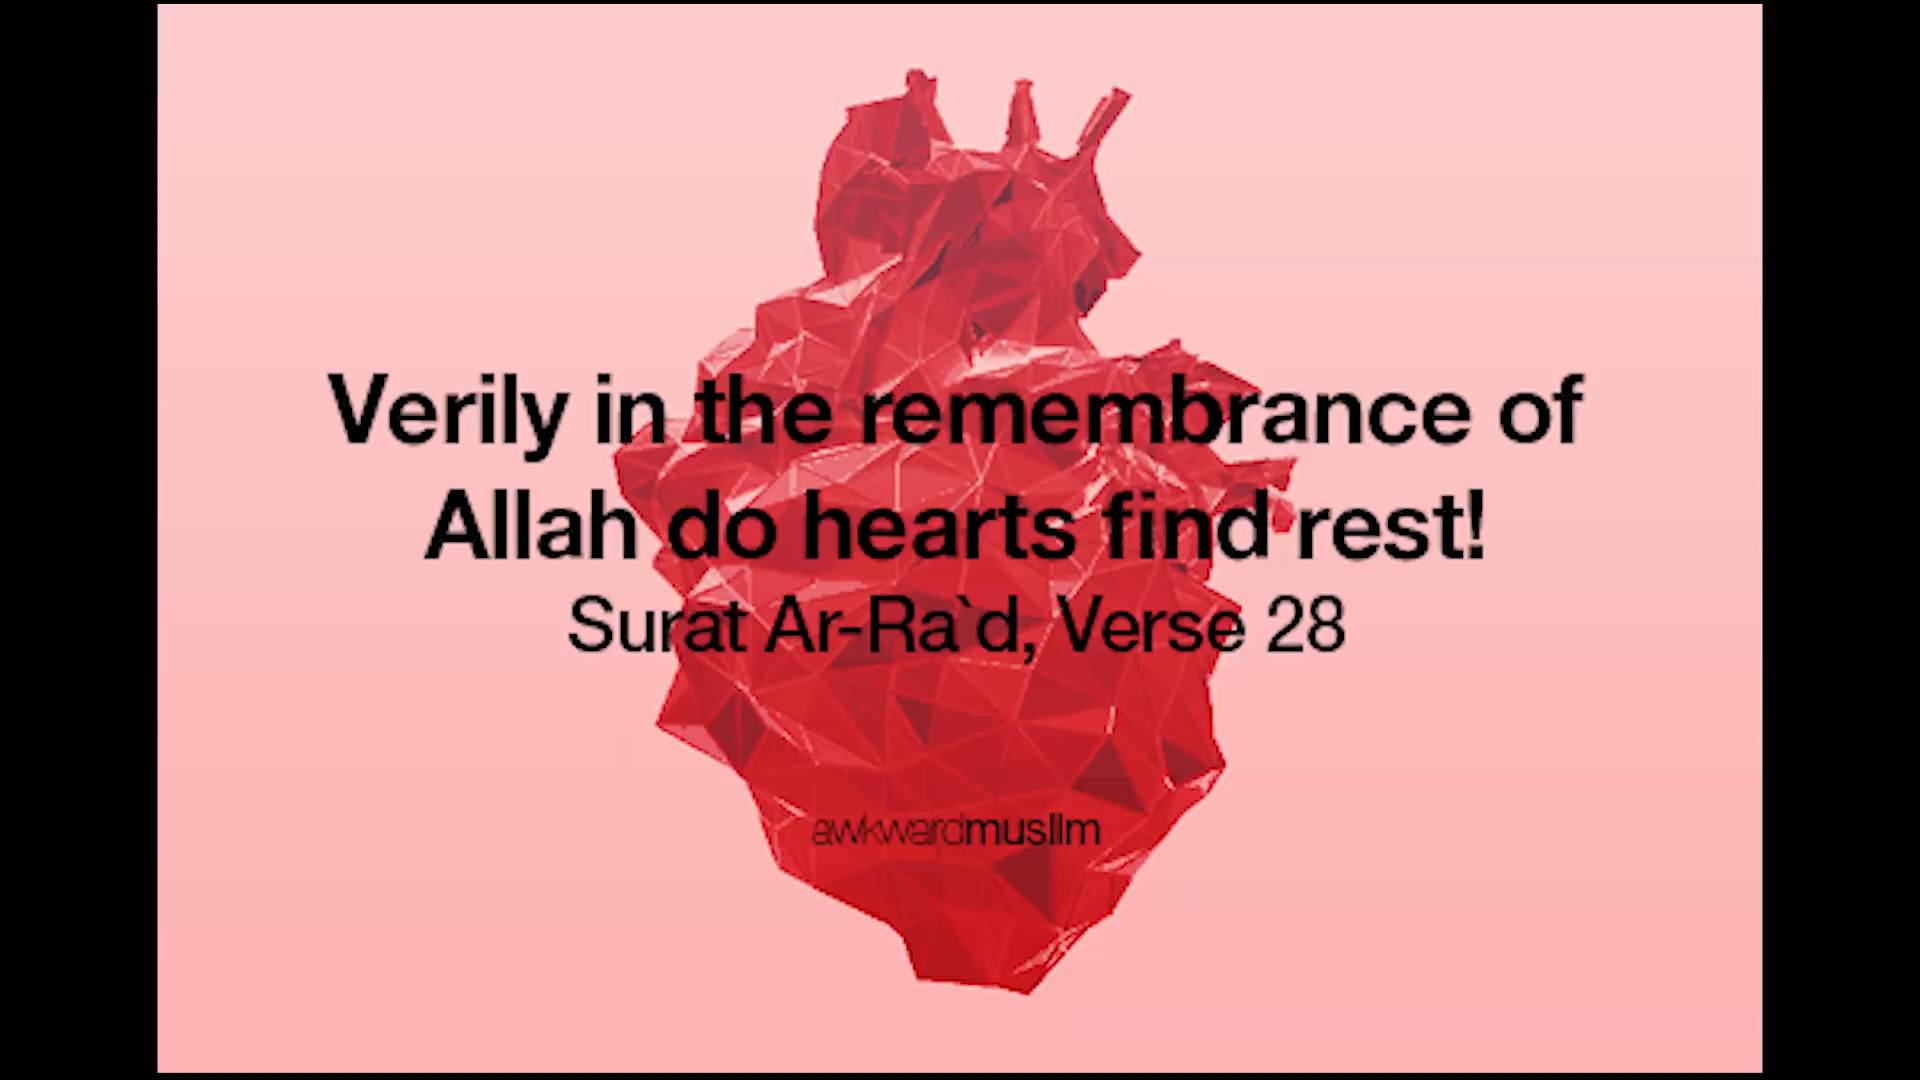 Verily in the remembrance of
Allah do hearts find rest!
Surat Ar-Ra`d, Verse 28
awkwardmuslim